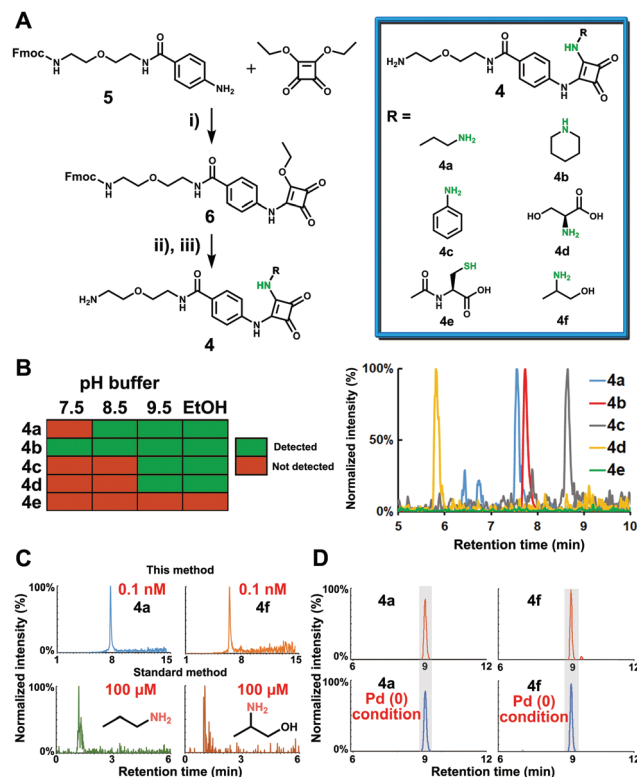 A
Fmoc N H O H N O NH2
5
+
O O O O
i)
Fmoc N H O H N O N H O O O
6
ii), iii)
H2N O H N O N H HN R O O
4
H2N O H N O N H HN R O O
4
R =
NH2
4a
H N
4b
NH2
4c
HO O OH NH2
4d
SH O N H OH O
4e
NH2 OH
4f
B
pH buffer
7.5 8.5 9.5 EtOH
4a
4b
4c
4d
4e
Detected
Not detected
Normalized intensity (%)
100%
50%
0%
5 6 7 8 9 10
Retention time (min)
4a
4b
4c
4d
4e
C
This method
Normalized intensity (%)
100%
0%
0.1 nM
4a
1 8 15
0.1 nM
4f
1 8 15
Standard method
100%
0%
100 µM
NH2
0 3 6
100 µM
NH2 OH
0 3 6
Retention time (min)
D
Normalized intensity (%)
100%
0%
4a
6 9 12
4f
6 9 12
100%
0%
4a
Pd (0)
condition
6 9 12
4f
Pd (0)
condition
6 9 12
Retention time (min)